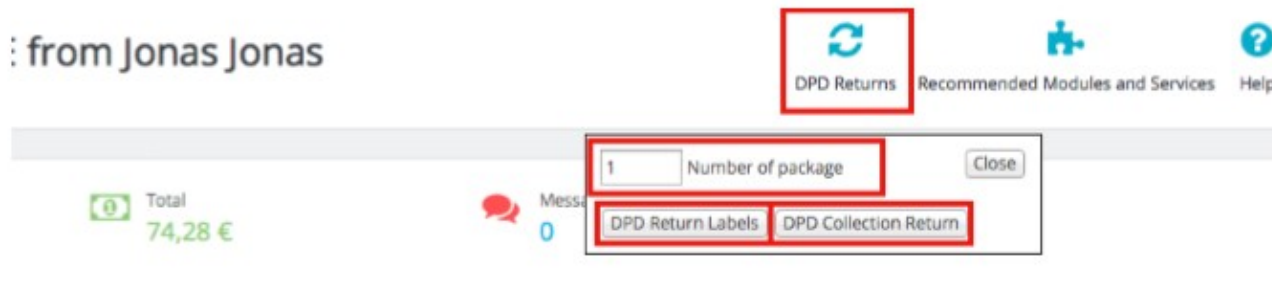 from Jonas Jonas
DPD Returns
Recommended Modules and Services
Help
1 Number of package
Close
Total
74,28 €
0
DPD Return Labels
DPD Collection Return